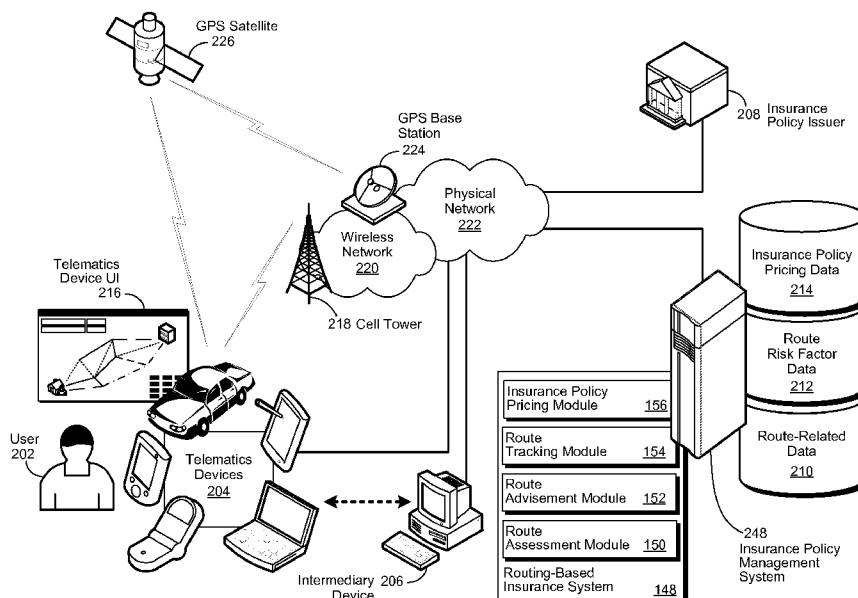 GPS Satellite
226
GPS Base
Station
224
208 Insurance
Policy Issuer
Physical
Network
222
Wireless
Network
220
Telematics
Device UI
216
218 Cell Tower
Insurance Policy
Pricing Data
214
Route
Risk Factor
Data
212
Route-Related
Data
210
Insurance Policy
Pricing Module 156
Route
Tracking Module 154
Route
Advisement Module 152
Route
Assessment Module 150
Routing-Based
Insurance System 148
User
202
Telematics
Devices
204
Intermediary 206
Device
248
Insurance Policy
Management
System